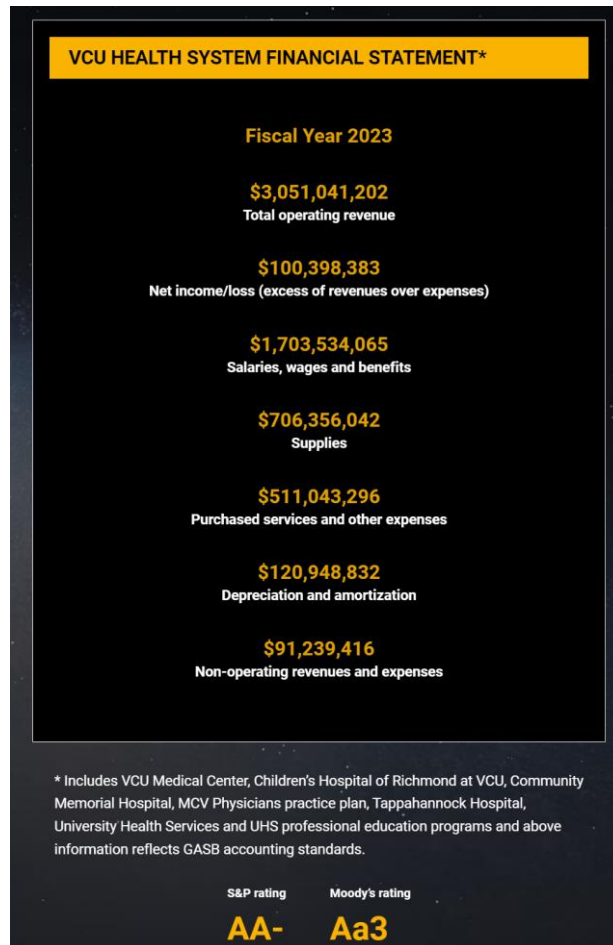 VCU HEALTH SYSTEM FINANCIAL STATEMENT*
Fiscal Year 2023
$3,051,041,202
Total operating revenue
$100,398,383
Net income/loss (excess of revenues over expenses)
$1,703,534,065
Salaries, wages and benefits
$706,356,042
Supplies
$511,043,296
Purchased services and other expenses
$120,948,832
Depreciation and amortization
$91,239,416
Non-operating revenues and expenses
* Includes VCU Medical Center, Children’s Hospital of Richmond at VCU, Community
Memorial Hospital, MCV Physicians practice plan, Tappahannock Hospital,
University Health Services and UHS professional education programs and above
information reflects GASB accounting standards.
S&P rating Moody’s rating
AA- Aa3